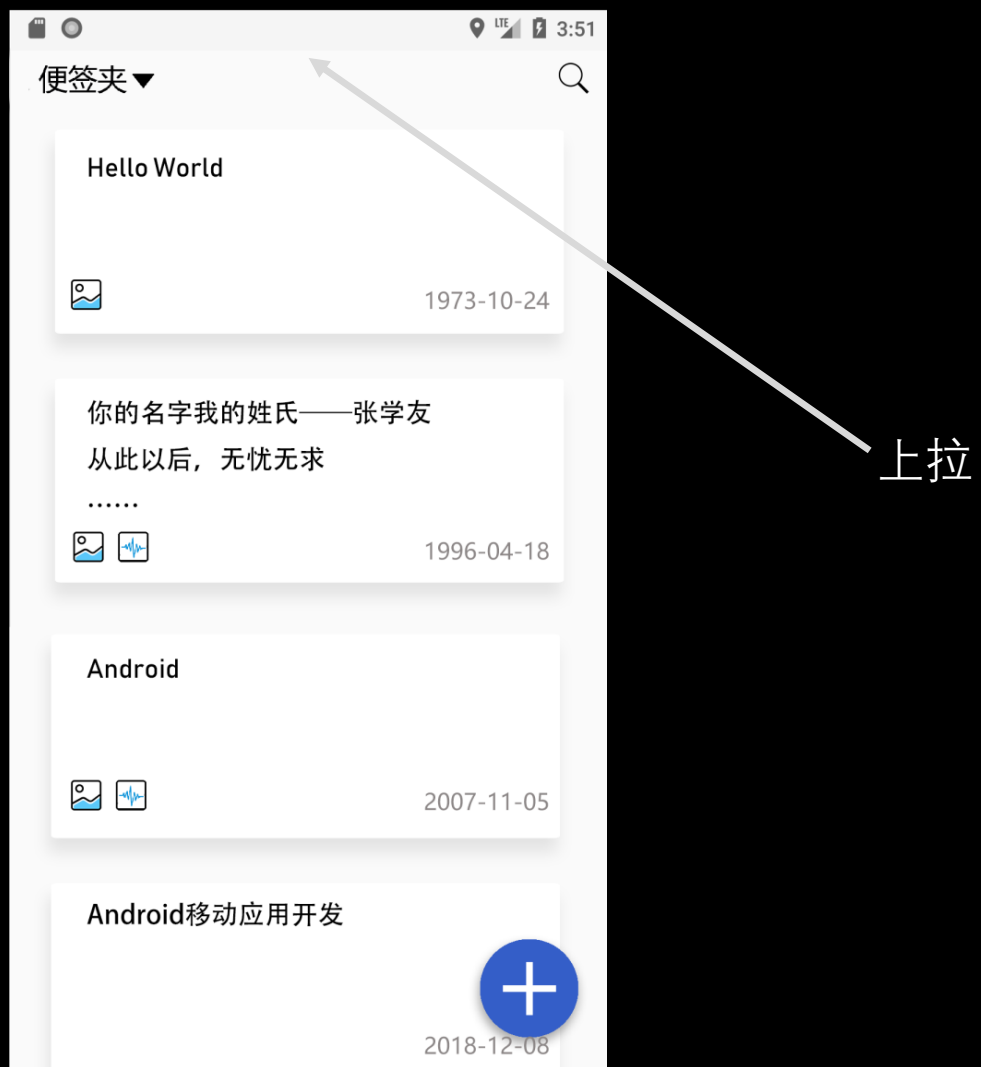 LTE 3:51
便签夹
Hello World
1973-10-24
你的名字我的姓氏——张学友
从此以后，无忧无求
……
1996-04-18
上拉
Android
2007-11-05
Android移动应用开发
2018-12-08